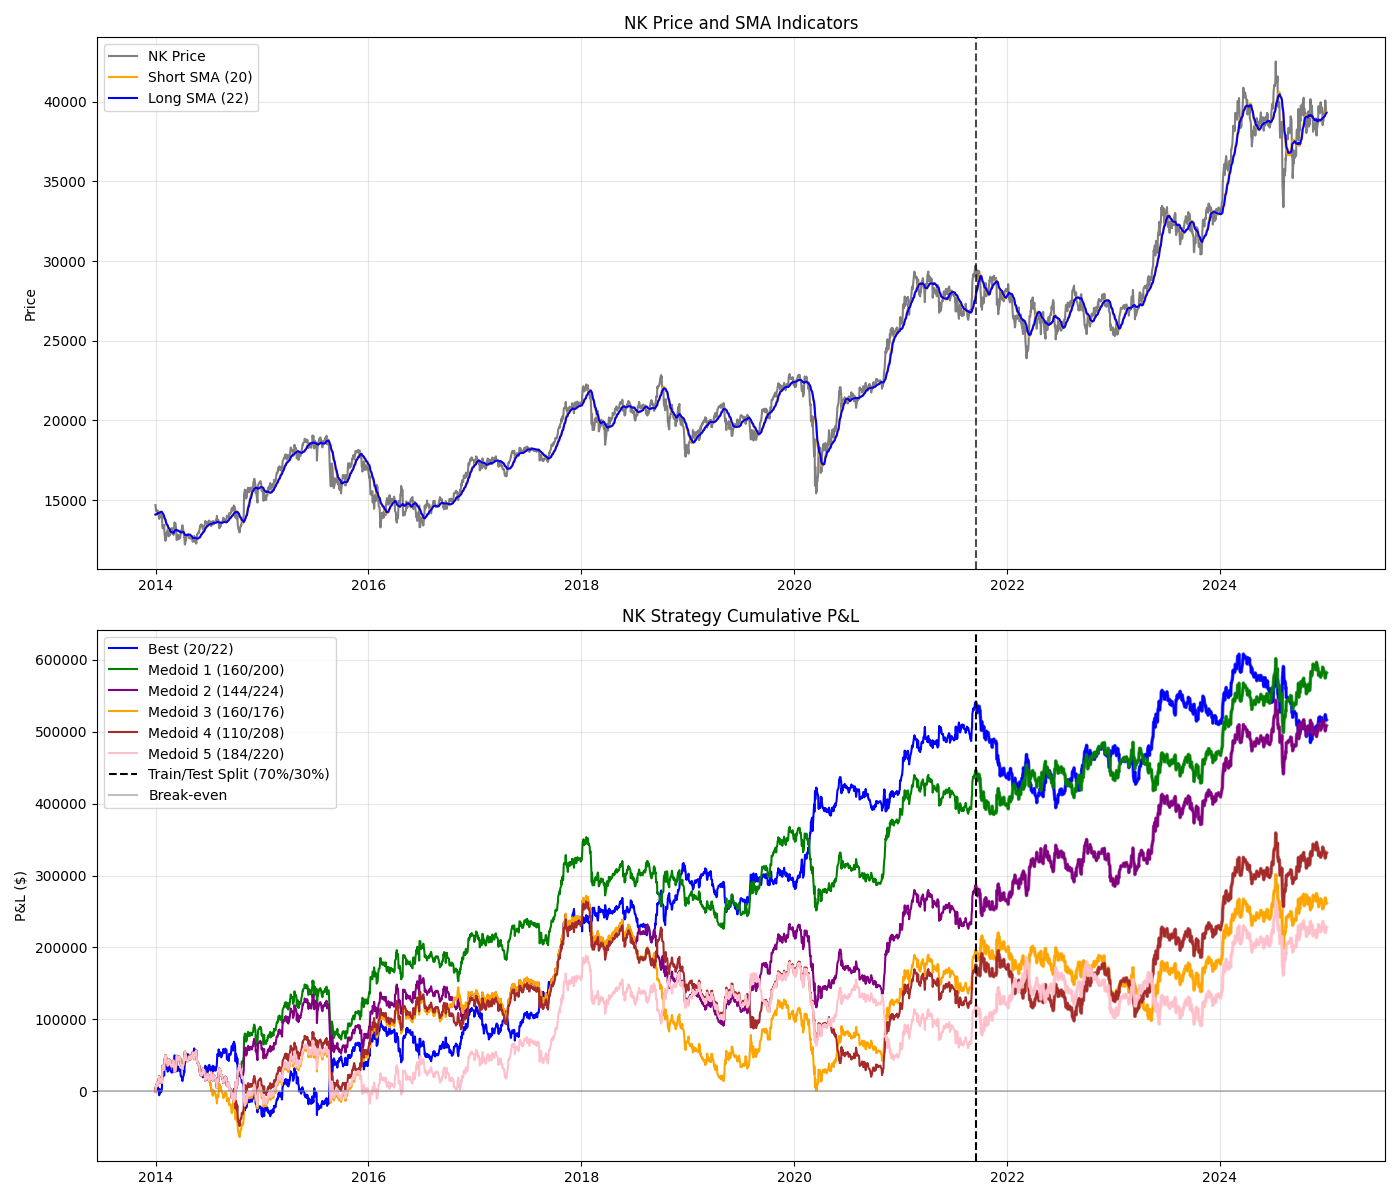 NK Price and SMA Indicators
NK Price
Short SMA (20)
Long SMA (22)
Price
40000
35000
30000
25000
20000
15000
2014
2016
2018
2020
2022
2024
NK Strategy Cumulative P&L
Best (20/22)
Medoid 1 (160/200)
Medoid 2 (144/224)
Medoid 3 (160/176)
Medoid 4 (110/208)
Medoid 5 (184/220)
Train/Test Split (70%/30%)
Break-even
P&L ($)
600000
500000
400000
300000
200000
100000
0
2014
2016
2018
2020
2022
2024